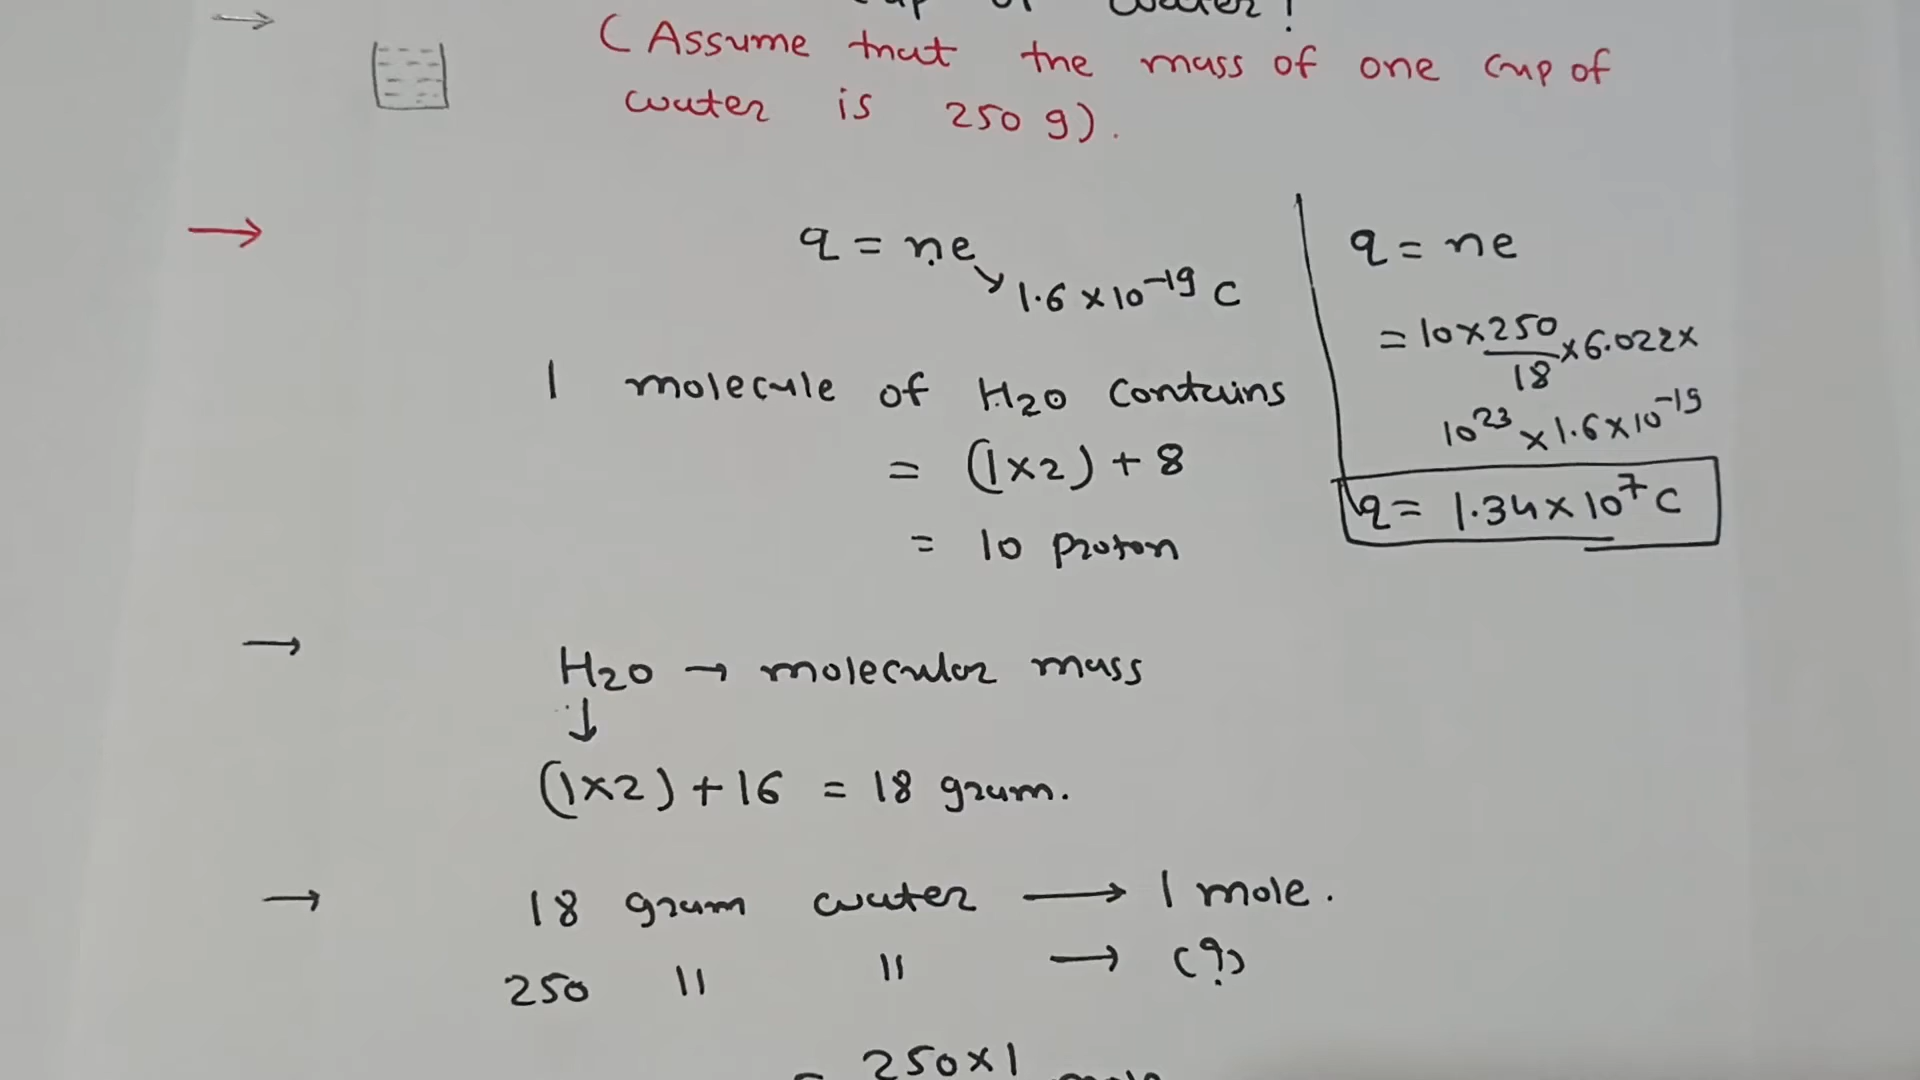 of water?
(Assume that the mass of one cup of
water is 250 g).
q = ne
1.6 × 10⁻¹⁹ C
1 molecule of H₂O contains
= (1×2) + 8
= 10 proton
q = ne
= 10 × 250/18 × 6.022 ×
10²³ × 1.6 × 10⁻¹⁹
q = 1.34 × 10⁷ C
H₂O → molecular mass
↓
(1×2) + 16 = 18 gram.
18 gram water → 1 mole.
250 〃 〃 → (?)
= 250×1